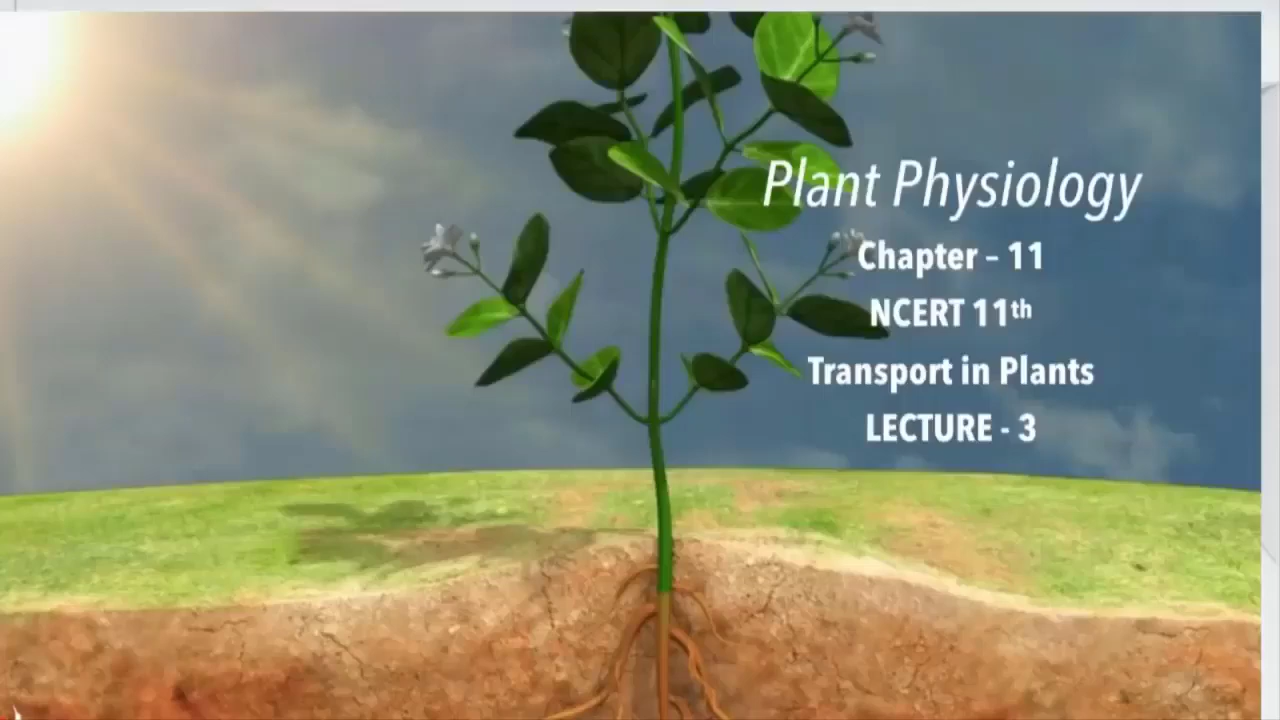 Plant Physiology
Chapter – 11
NCERT 11th
Transport in Plants
LECTURE - 3